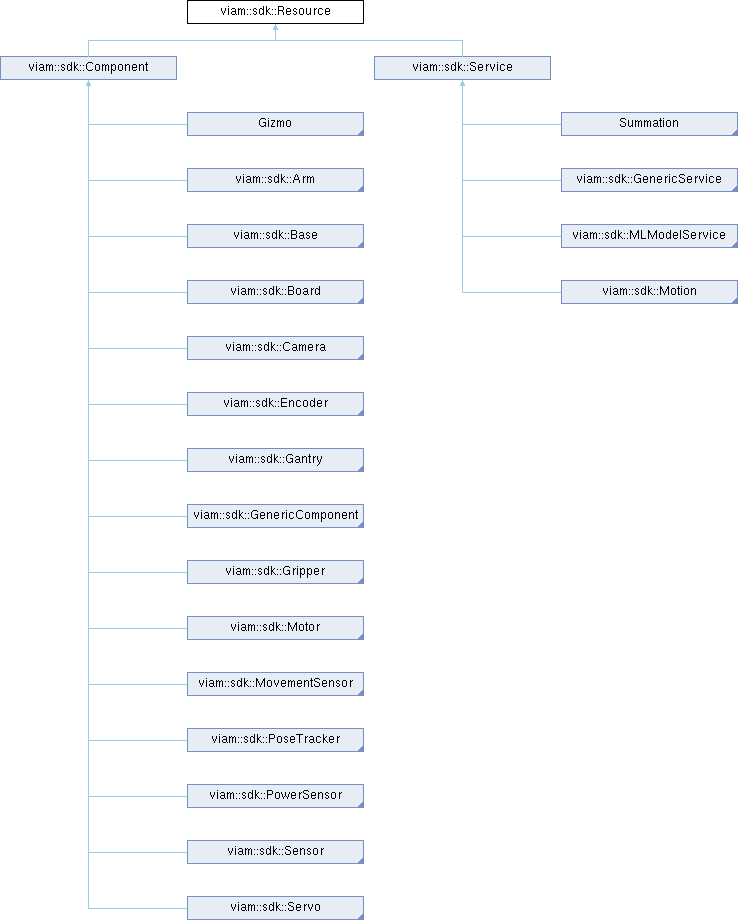 viam::sdk::Resource
viam::sdk::Component
viam::sdk::Service
Gizmo
Summation
viam::sdk::Arm
viam::sdk::GenericService
viam::sdk::Base
viam::sdk::MLModelService
viam::sdk::Board
viam::sdk::Motion
viam::sdk::Camera
viam::sdk::Encoder
viam::sdk::Gantry
viam::sdk::GenericComponent
viam::sdk::Gripper
viam::sdk::Motor
viam::sdk::MovementSensor
viam::sdk::PoseTracker
viam::sdk::PowerSensor
viam::sdk::Sensor
viam::sdk::Servo